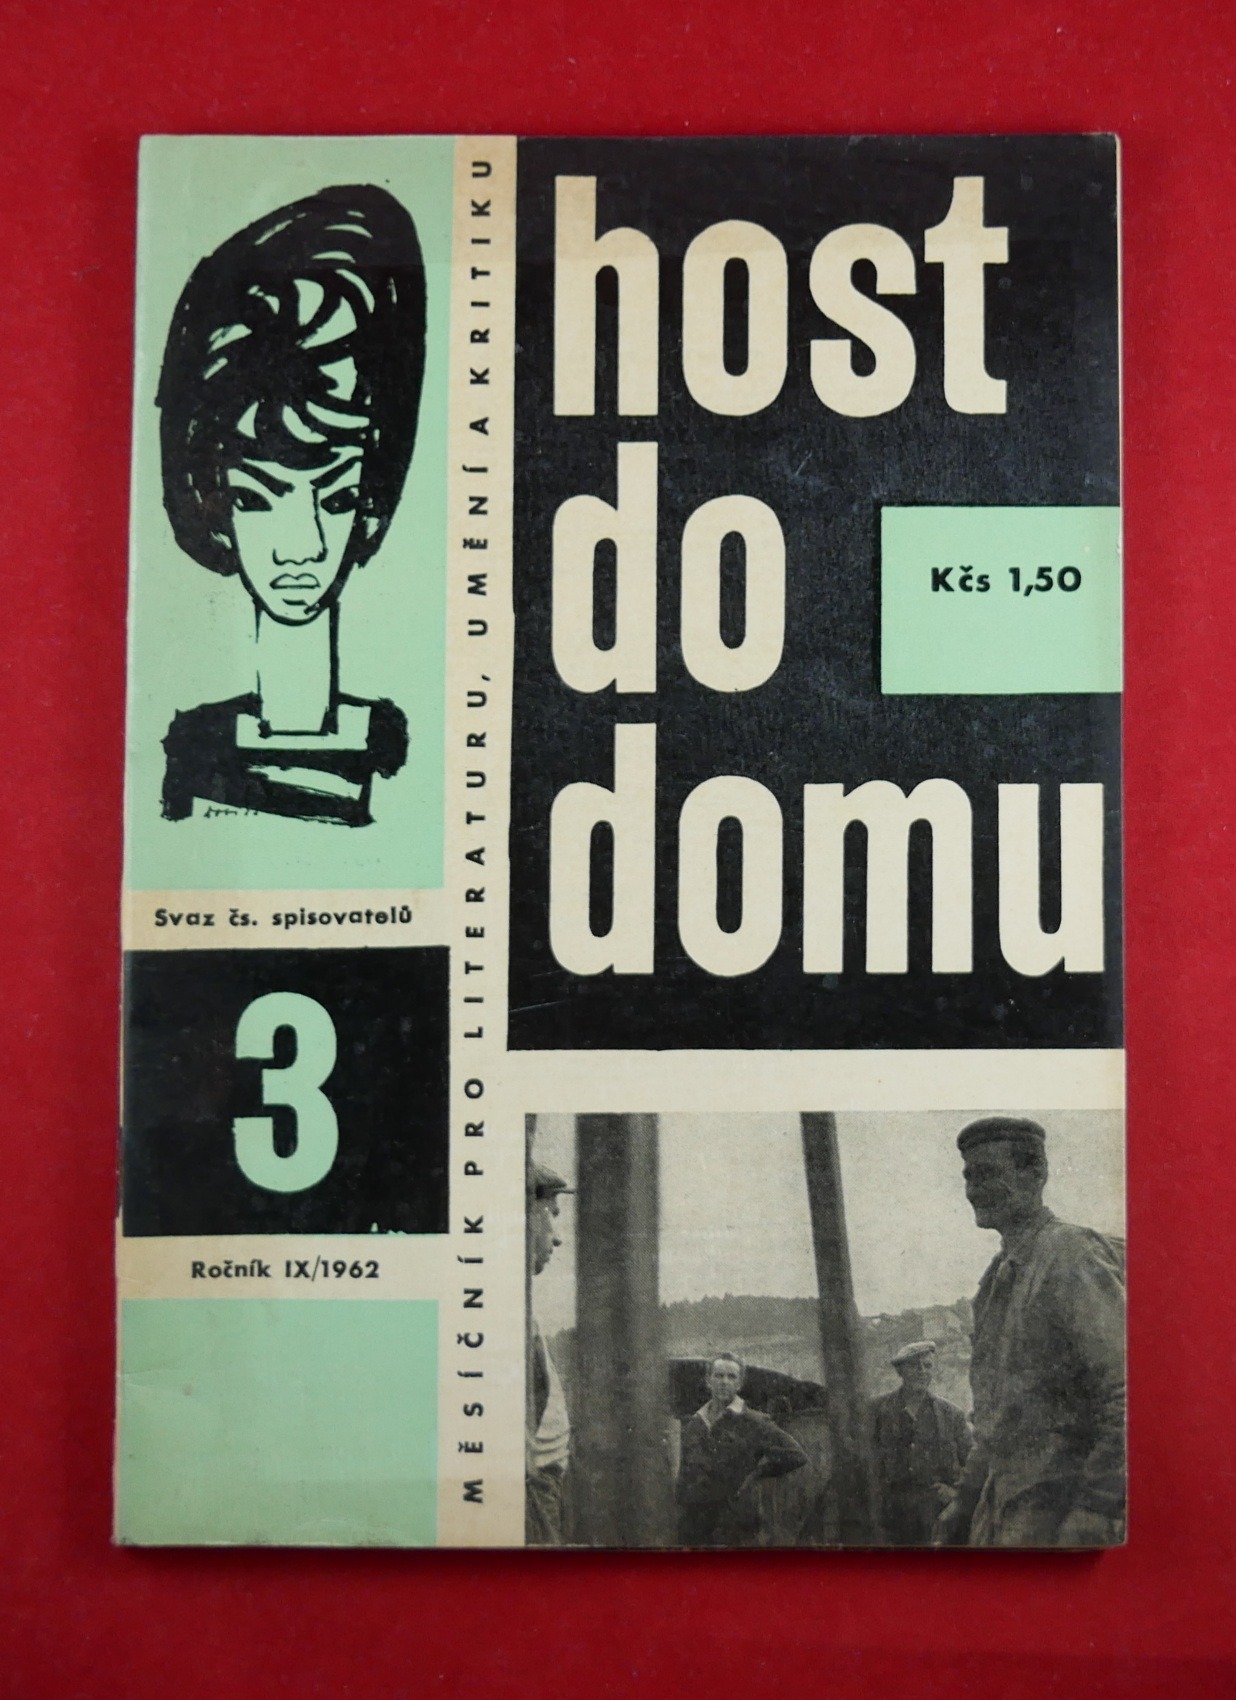 host
do
domu
Kčs 1,50
MĚSÍČNÍK PRO LITERATURU, UMĚNÍ A KRITIKU
Svaz čs. spisovatelů
3
Ročník IX/1962